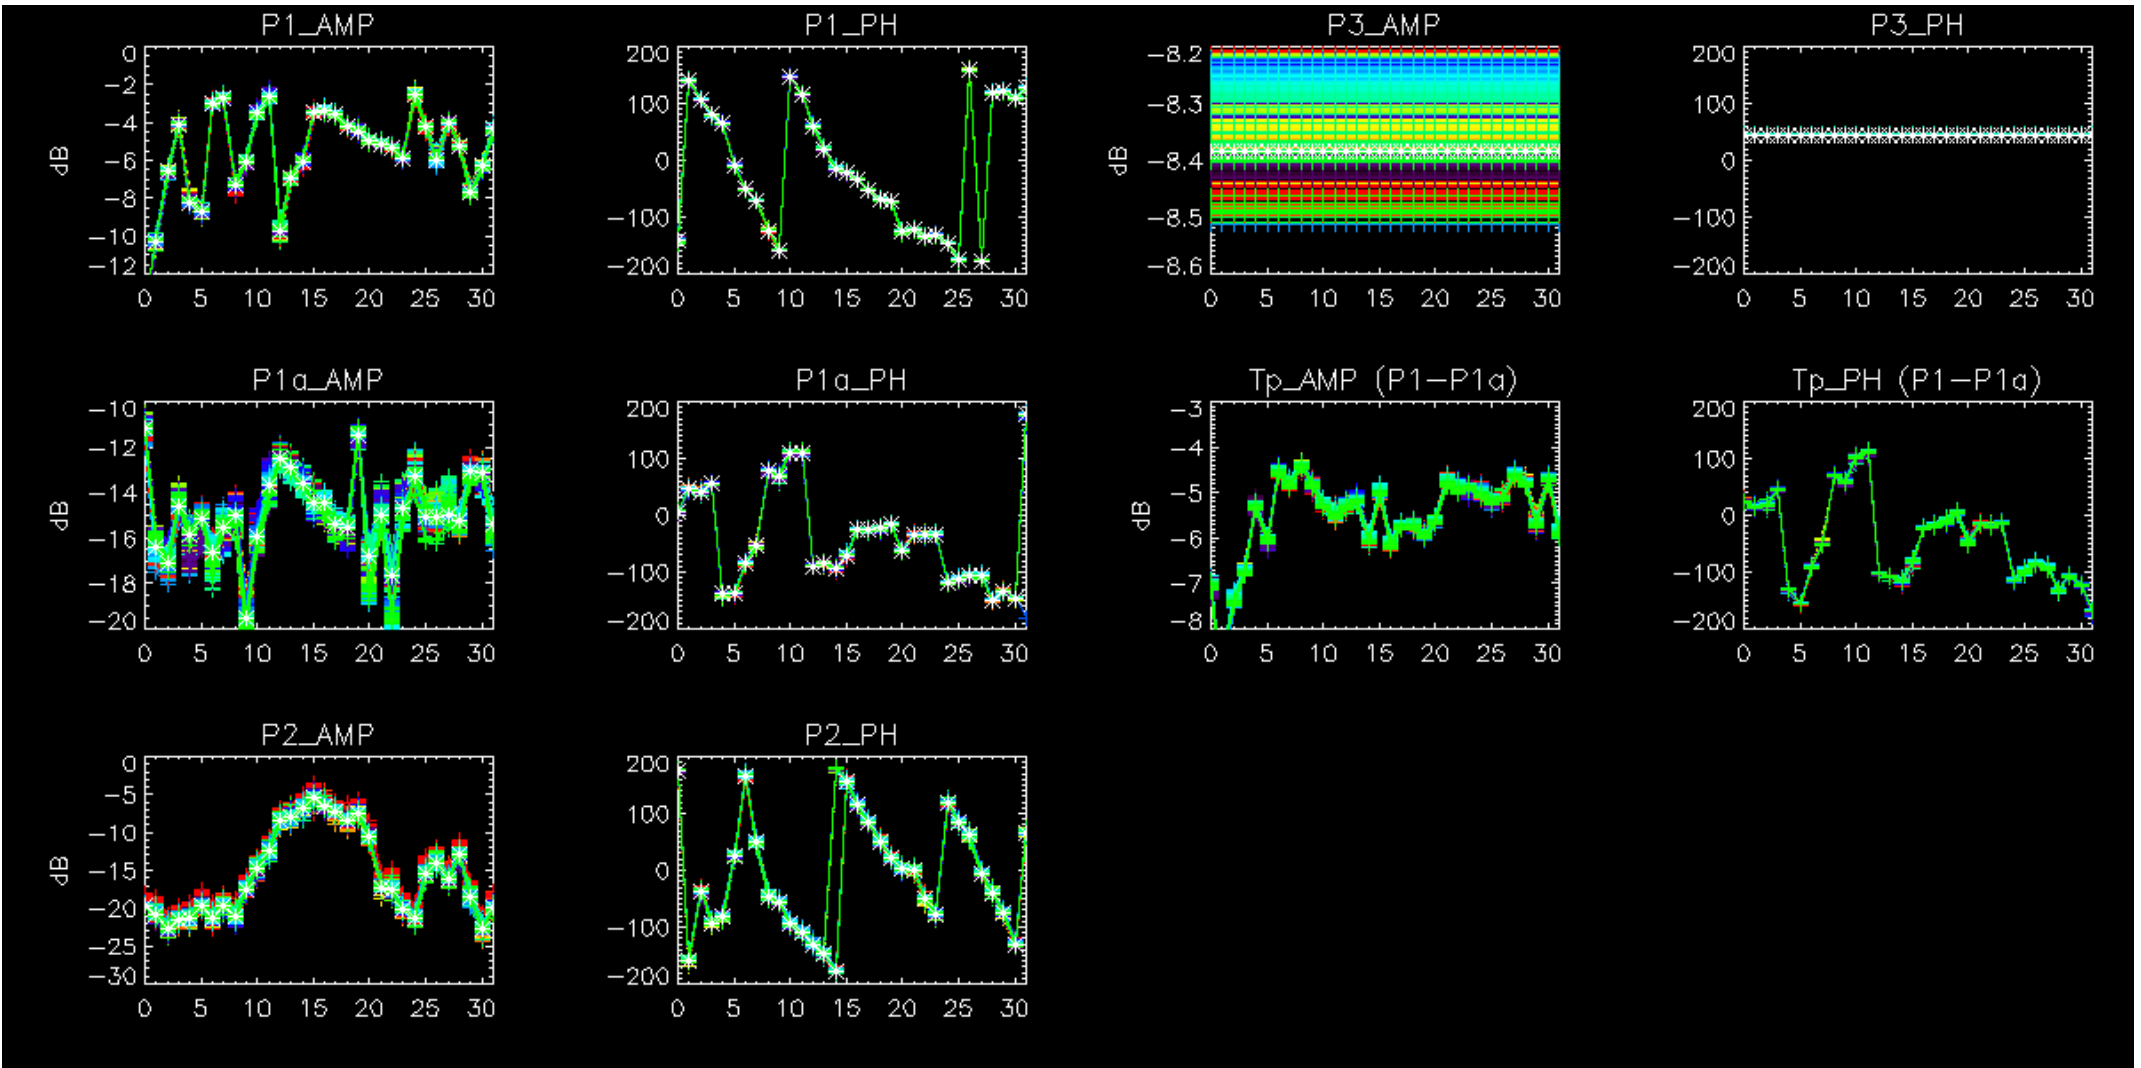 P1_AMP
P1_PH
P3_AMP
P3_PH
dB
0
−2
−4
−6
−8
−10
−12
0 5 10 15 20 25 30
200
100
0
−100
−200
0 5 10 15 20 25 30
dB
−8.2
−8.3
−8.4
−8.5
−8.6
0 5 10 15 20 25 30
200
100
0
−100
−200
0 5 10 15 20 25 30
P1a_AMP
P1a_PH
Tp_AMP (P1−P1a)
Tp_PH (P1−P1a)
dB
−10
−12
−14
−16
−18
−20
0 5 10 15 20 25 30
200
100
0
−100
−200
0 5 10 15 20 25 30
dB
−3
−4
−5
−6
−7
−8
0 5 10 15 20 25 30
200
100
0
−100
−200
0 5 10 15 20 25 30
P2_AMP
P2_PH
dB
0
−5
−10
−15
−20
−25
−30
0 5 10 15 20 25 30
200
100
0
−100
−200
0 5 10 15 20 25 30